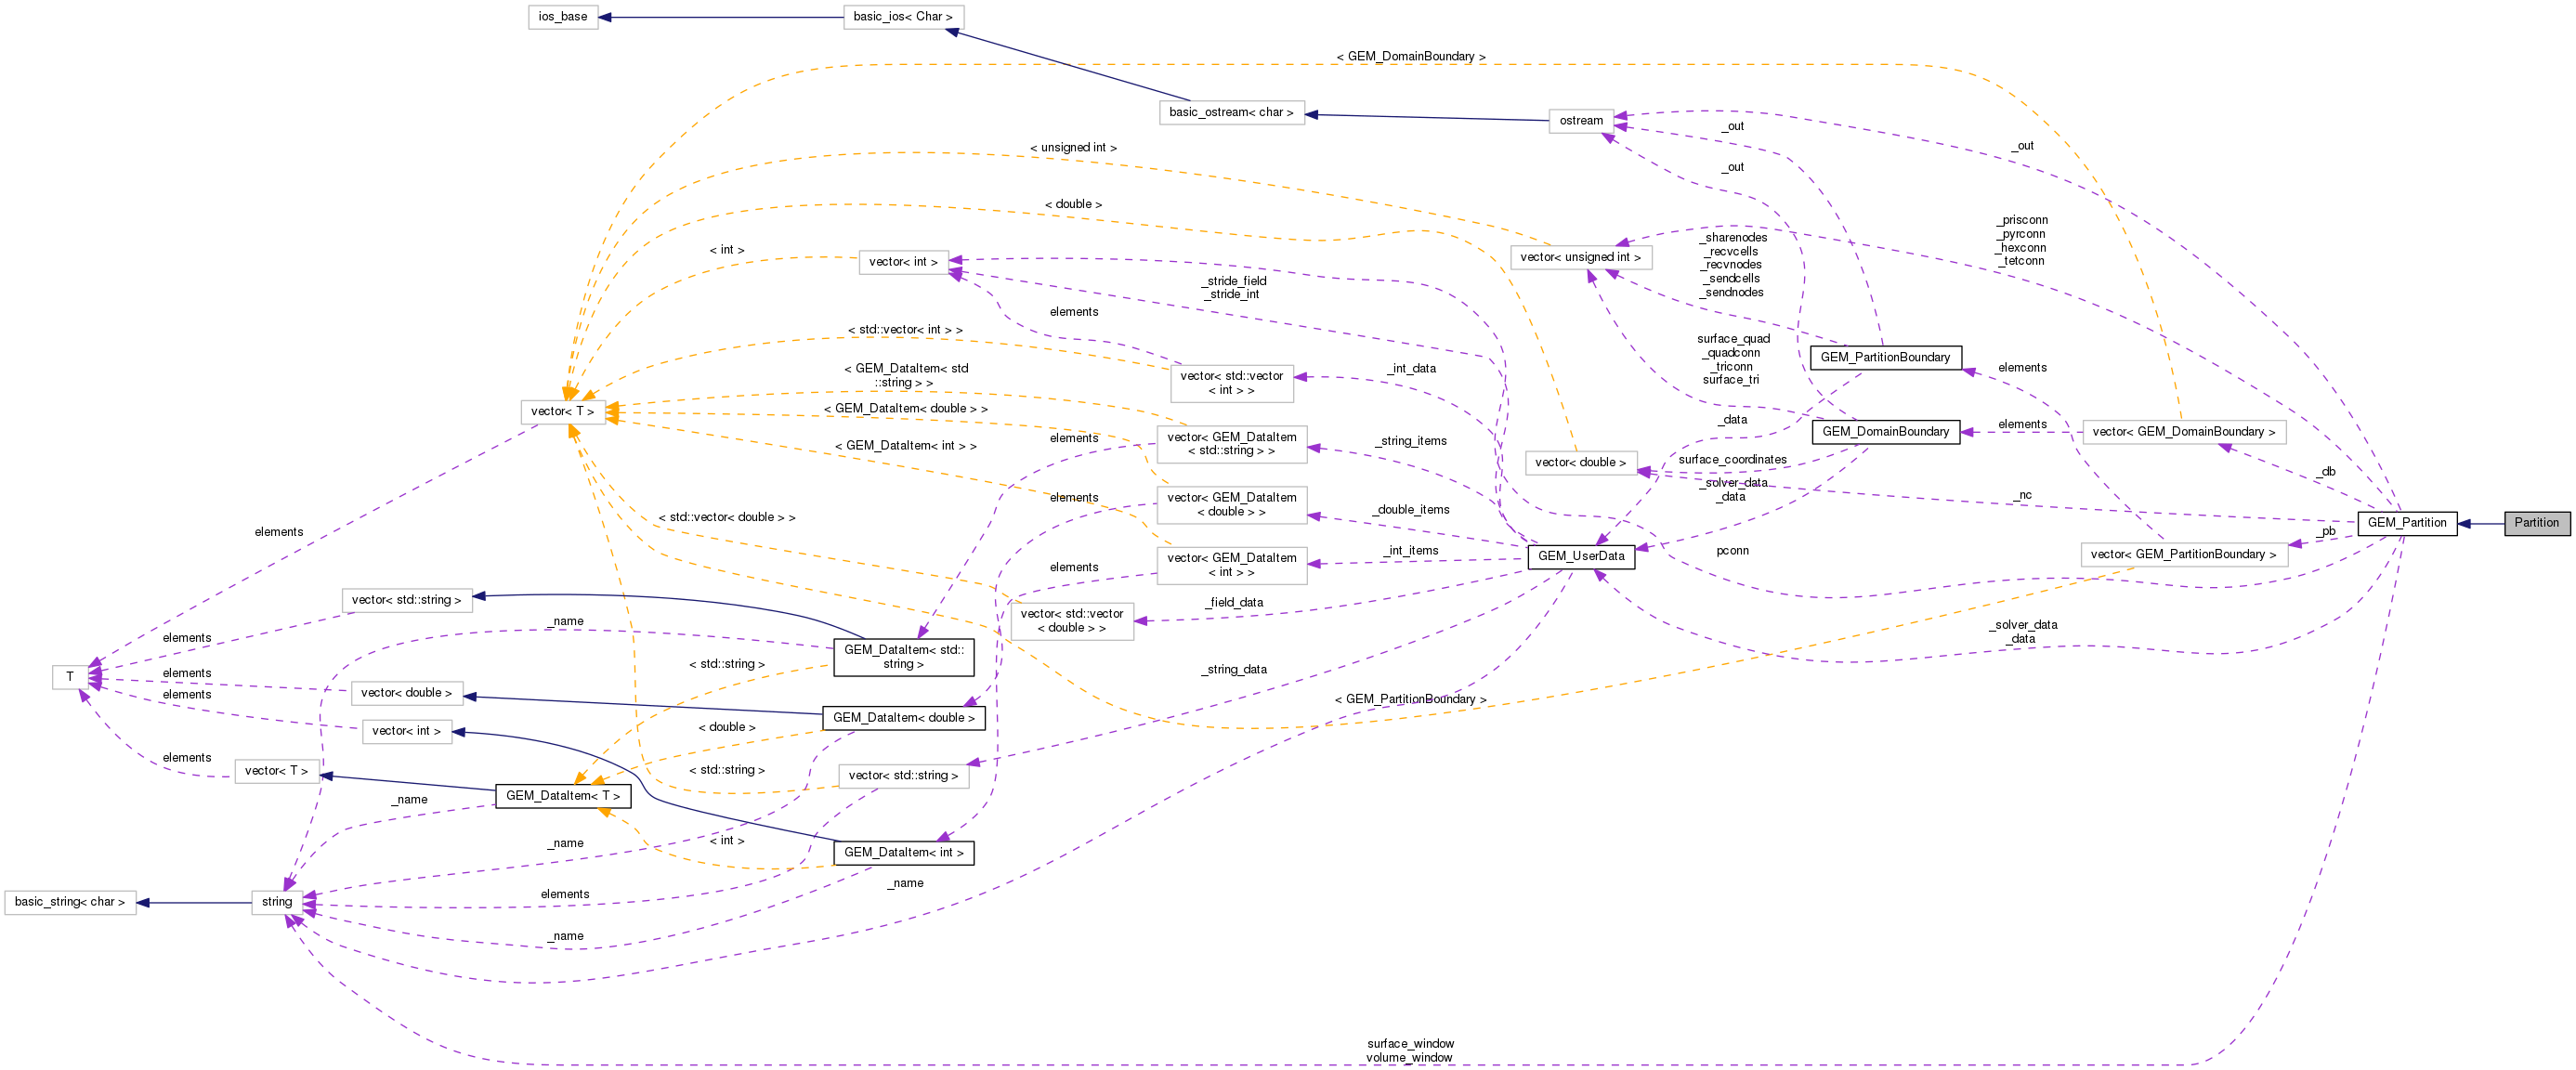 ios_base
basic_ios< Char >
< GEM_DomainBoundary >
basic_ostream< char >
ostream
_out
_out
_out
< unsigned int >
_prisconn
_pyrconn
_hexconn
_tetconn
< double >
< int >
vector< int >
vector< unsigned int >
_sharenodes
_recvcells
_recvnodes
_sendcells
_sendnodes
_stride_field
_stride_int
elements
< std::vector< int > >
surface_quad
_quadconn
_triconn
surface_tri
GEM_PartitionBoundary
elements
vector< std::vector
< int > >
_int_data
< GEM_DataItem< std
::string > >
vector< T >
< GEM_DataItem< double > >
_data
GEM_DomainBoundary
elements
vector< GEM_DomainBoundary >
< GEM_DataItem< int > >
elements
vector< GEM_DataItem
< std::string > >
_string_items
vector< double >
surface_coordinates
_db
_solver_data
_data
_nc
elements
vector< GEM_DataItem
< double > >
_double_items
< std::vector< double > >
GEM_Partition
Partition
elements
_pb
pconn
vector< GEM_PartitionBoundary >
GEM_UserData
_int_items
vector< GEM_DataItem
< int > >
elements
vector< std::string >
_field_data
vector< std::vector
< double > >
_name
elements
_solver_data
_data
GEM_DataItem< std::
string >
< std::string >
T
elements
_string_data
vector< double >
elements
< GEM_PartitionBoundary >
GEM_DataItem< double >
vector< int >
< double >
elements
vector< T >
< std::string >
vector< std::string >
GEM_DataItem< T >
_name
< int >
_name
GEM_DataItem< int >
_name
elements
basic_string< char >
string
_name
surface_window
volume_window